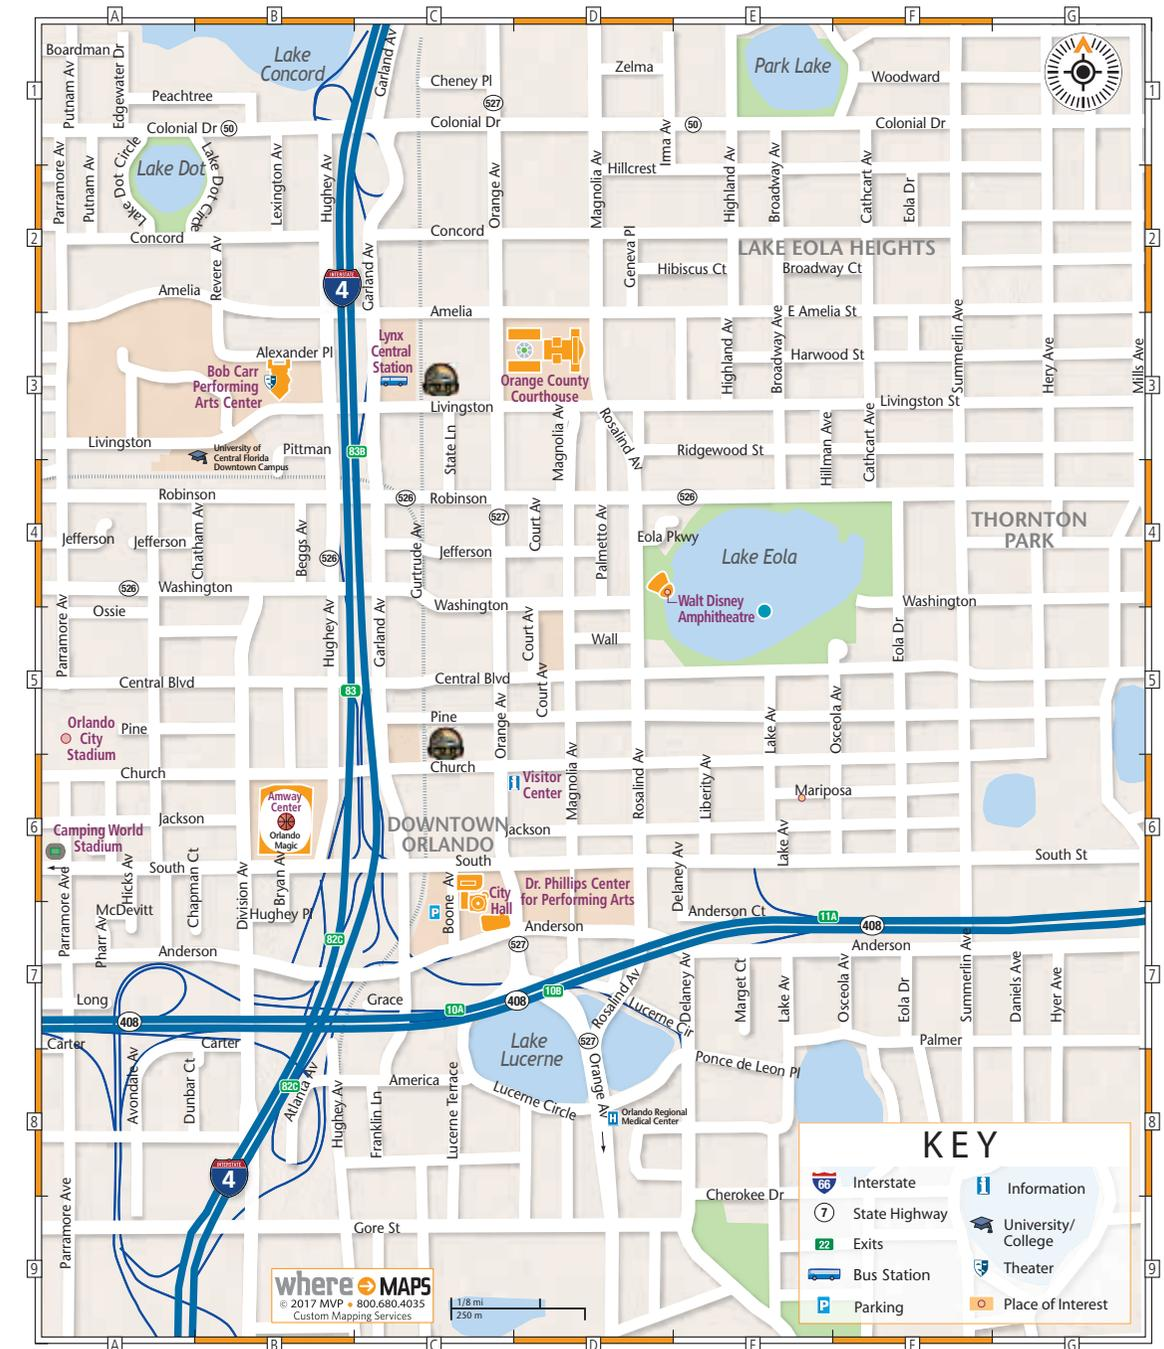 A B C D E F G
1
2
3
4
5
6
7
8
9
Boardman
Putnam Av
Edgewater Dr
Peachtree
Lake
Concord
Garland Av
Cheney Pl
527
Zelma
Park Lake
Woodward
1
Colonial Dr 50
Colonial Dr
Irma Av
50
Colonial Dr
Parramore Av
Putnam Av
Lake Dot Circle
Lake Dot
Lake Dot Circle
Lexington Av
Hughey Av
Orange Av
Magnolia Av
Hillcrest
Highland Av
Broadway Av
Cathcart Av
Eola Dr
Concord
Concord
Geneva Pl
LAKE EOLA HEIGHTS
2
Revere Av
INTERSTATE
4
Garland Av
Hibiscus Ct
Broadway Ct
Amelia
Amelia
E Amelia St
Summerlin Ave
Alexander Pl
Bob Carr
Performing
Arts Center
Lynx
Central
Station
Orange County
Courthouse
Highland Av
Broadway Ave
Harwood St
Hery Ave
Mills Ave
3
Livingston
Livingston
Livingston St
University of
Central Florida
Downtown Campus
Pittman
83B
State Ln
Magnolia Av
Rosalind Av
Ridgewood St
Hillman Ave
Cathcart Ave
Robinson
526
Robinson
526
527
Court Av
THORNTON
PARK
Jefferson
Jefferson
Chatham Av
Beggs Av
526
Gurtrude Av
Jefferson
Palmetto Av
Eola Pkwy
Lake Eola
4
526
Washington
Washington
Walt Disney
Amphitheatre
Washington
Parramore Av
Ossie
Hughey Av
Garland Av
Court Av
Wall
Eola Dr
Central Blvd
83
Central Blvd
Court Av
5
Orlando
City
Stadium
Pine
Pine
Orange Av
Lake Av
Osceola Av
Church
Church
Visitor
Center
Magnolia Av
Rosalind Av
Liberty Av
Mariposa
Amway
Center
Orlando
Magic
Camping World
Stadium
Jackson
DOWNTOWN
ORLANDO
Jackson
Lake Av
6
South
South
South St
Parramore Ave
Hicks Av
Chapman Ct
Division Av
Bryan Av
McDevitt
Hughey Pl
Pharr Av
P
Boone Av
City
Hall
Dr. Phillips Center
for Performing Arts
Delaney Av
Anderson Ct
11A
408
Anderson
82C
Anderson
527
Anderson
7
Long
408
Grace
10A
408
10B
Rosalind Av
Lucerne Cir
Delaney Av
Marget Ct
Lake Av
Osceola Av
Eola Dr
Summerlin Ave
Daniels Ave
Hyer Ave
Carter
Carter
Lake
Lucerne
527
Palmer
Avondale Av
Dunbar Ct
82C
Atlanta Av
Hughey Av
America
Franklin Ln
Lucerne Terrace
Lucerne Circle
Orange Av
Ponce de Leon Pl
H
Orlando Regional
Medical Center
8
INTERSTATE
4
Parramore Ave
Gore St
Cherokee Dr
KEY
INTERSTATE
66
Interstate
7
State Highway
22
Exits
Bus Station
P
Parking
Information
University/
College
Theater
Place of Interest
9
where MAPS
© 2017 MVP • 800.680.4035
Custom Mapping Services
1/8 mi
250 m
A B C D E F G